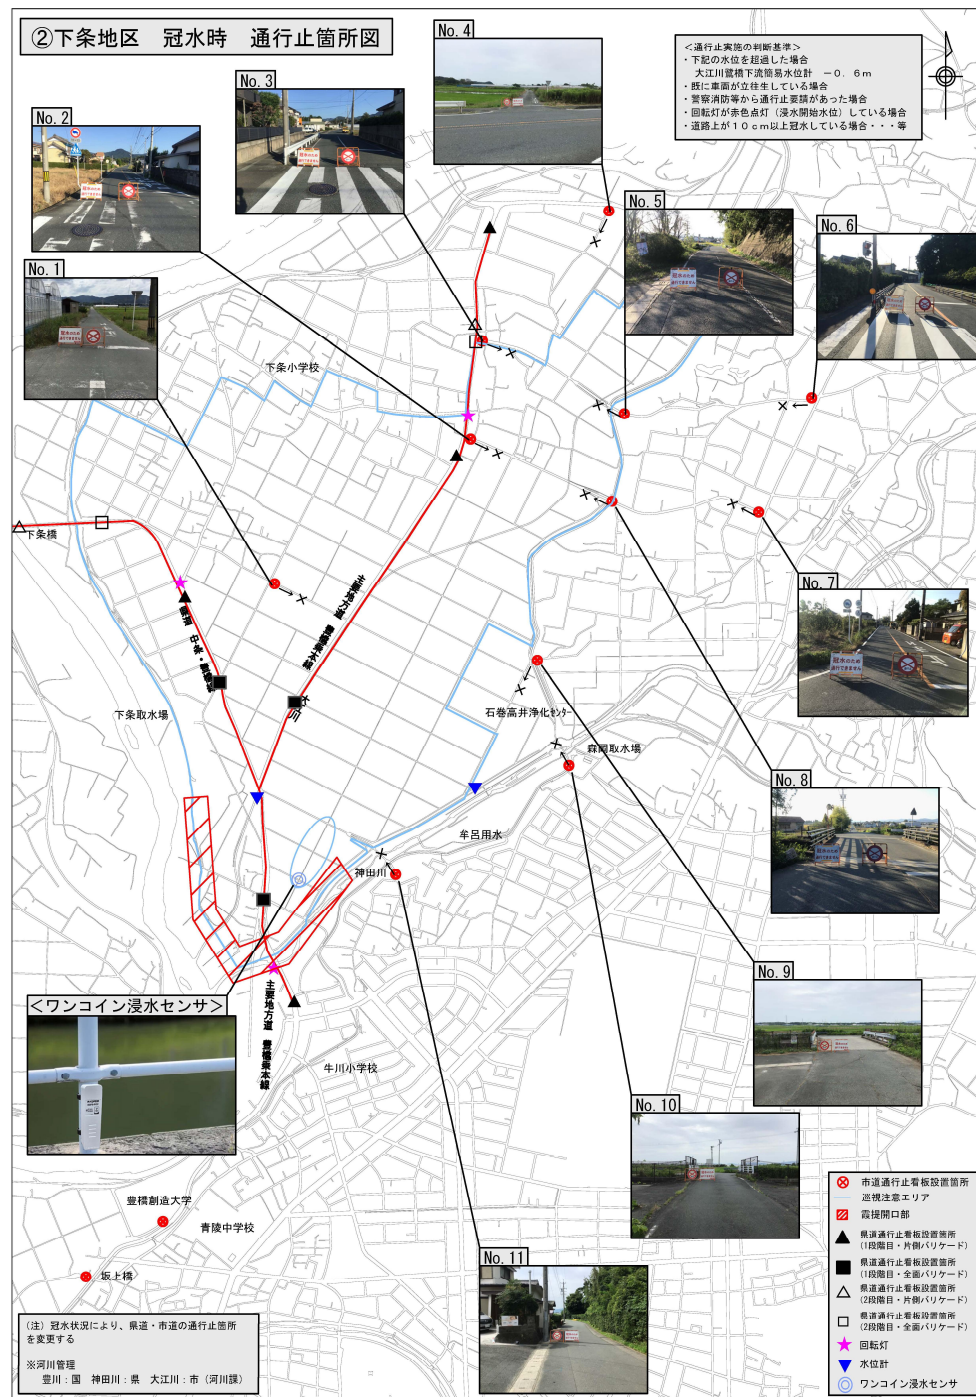 ②下条地区　冠水時　通行止箇所図
＜通行止実施の判断基準＞
・下記の水位を超過した場合
大江川鷺橋下流簡易水位計　－０．６ｍ
・既に車両が立往生している場合
・警察消防等から通行止要請があった場合
・回転灯が赤色点灯（浸水開始水位）している場合
・道路上が１０ｃｍ以上冠水している場合・・・等
No. 4
No. 3
No. 2
No. 5
No. 6
No. 1
下条小学校
下条橋
主要地方道　豊橋乗本線
No. 7
冠水のため
通行できません
下条取水場
石巻高井浄化センター
森岡取水場
No. 8
牟呂用水
神田川
No. 9
＜ワンコイン浸水センサ＞
主要地方道　豊橋乗本線
牛川小学校
No. 10
豊橋創造大学
青陵中学校
坂上橋
No. 11
市道通行止看板設置箇所
巡視注意エリア
霞堤開口部
県道通行止看板設置箇所
（1段階目・片側バリケード）
県道通行止看板設置箇所
（1段階目・全面バリケード）
県道通行止看板設置箇所
（2段階目・片側バリケード）
県道通行止看板設置箇所
（2段階目・全面バリケード）
回転灯
水位計
ワンコイン浸水センサ
（注）冠水状況により、県道・市道の通行止箇所
を変更する
※河川管理
豊川：国　神田川：県　大江川：市（河川課）